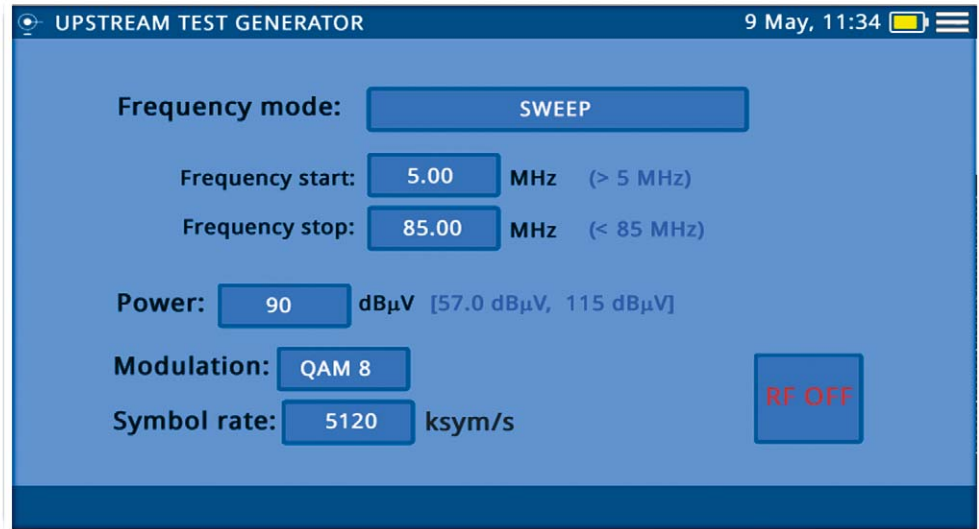 UPSTREAM TEST GENERATOR 9 May, 11:34
Frequency mode: SWEEP
Frequency start: 5.00 MHz (> 5 MHz)
Frequency stop: 85.00 MHz (< 85 MHz)
Power: 90 dBµV [57.0 dBµV, 115 dBµV]
Modulation: QAM 8
RF OFF
Symbol rate: 5120 ksym/s